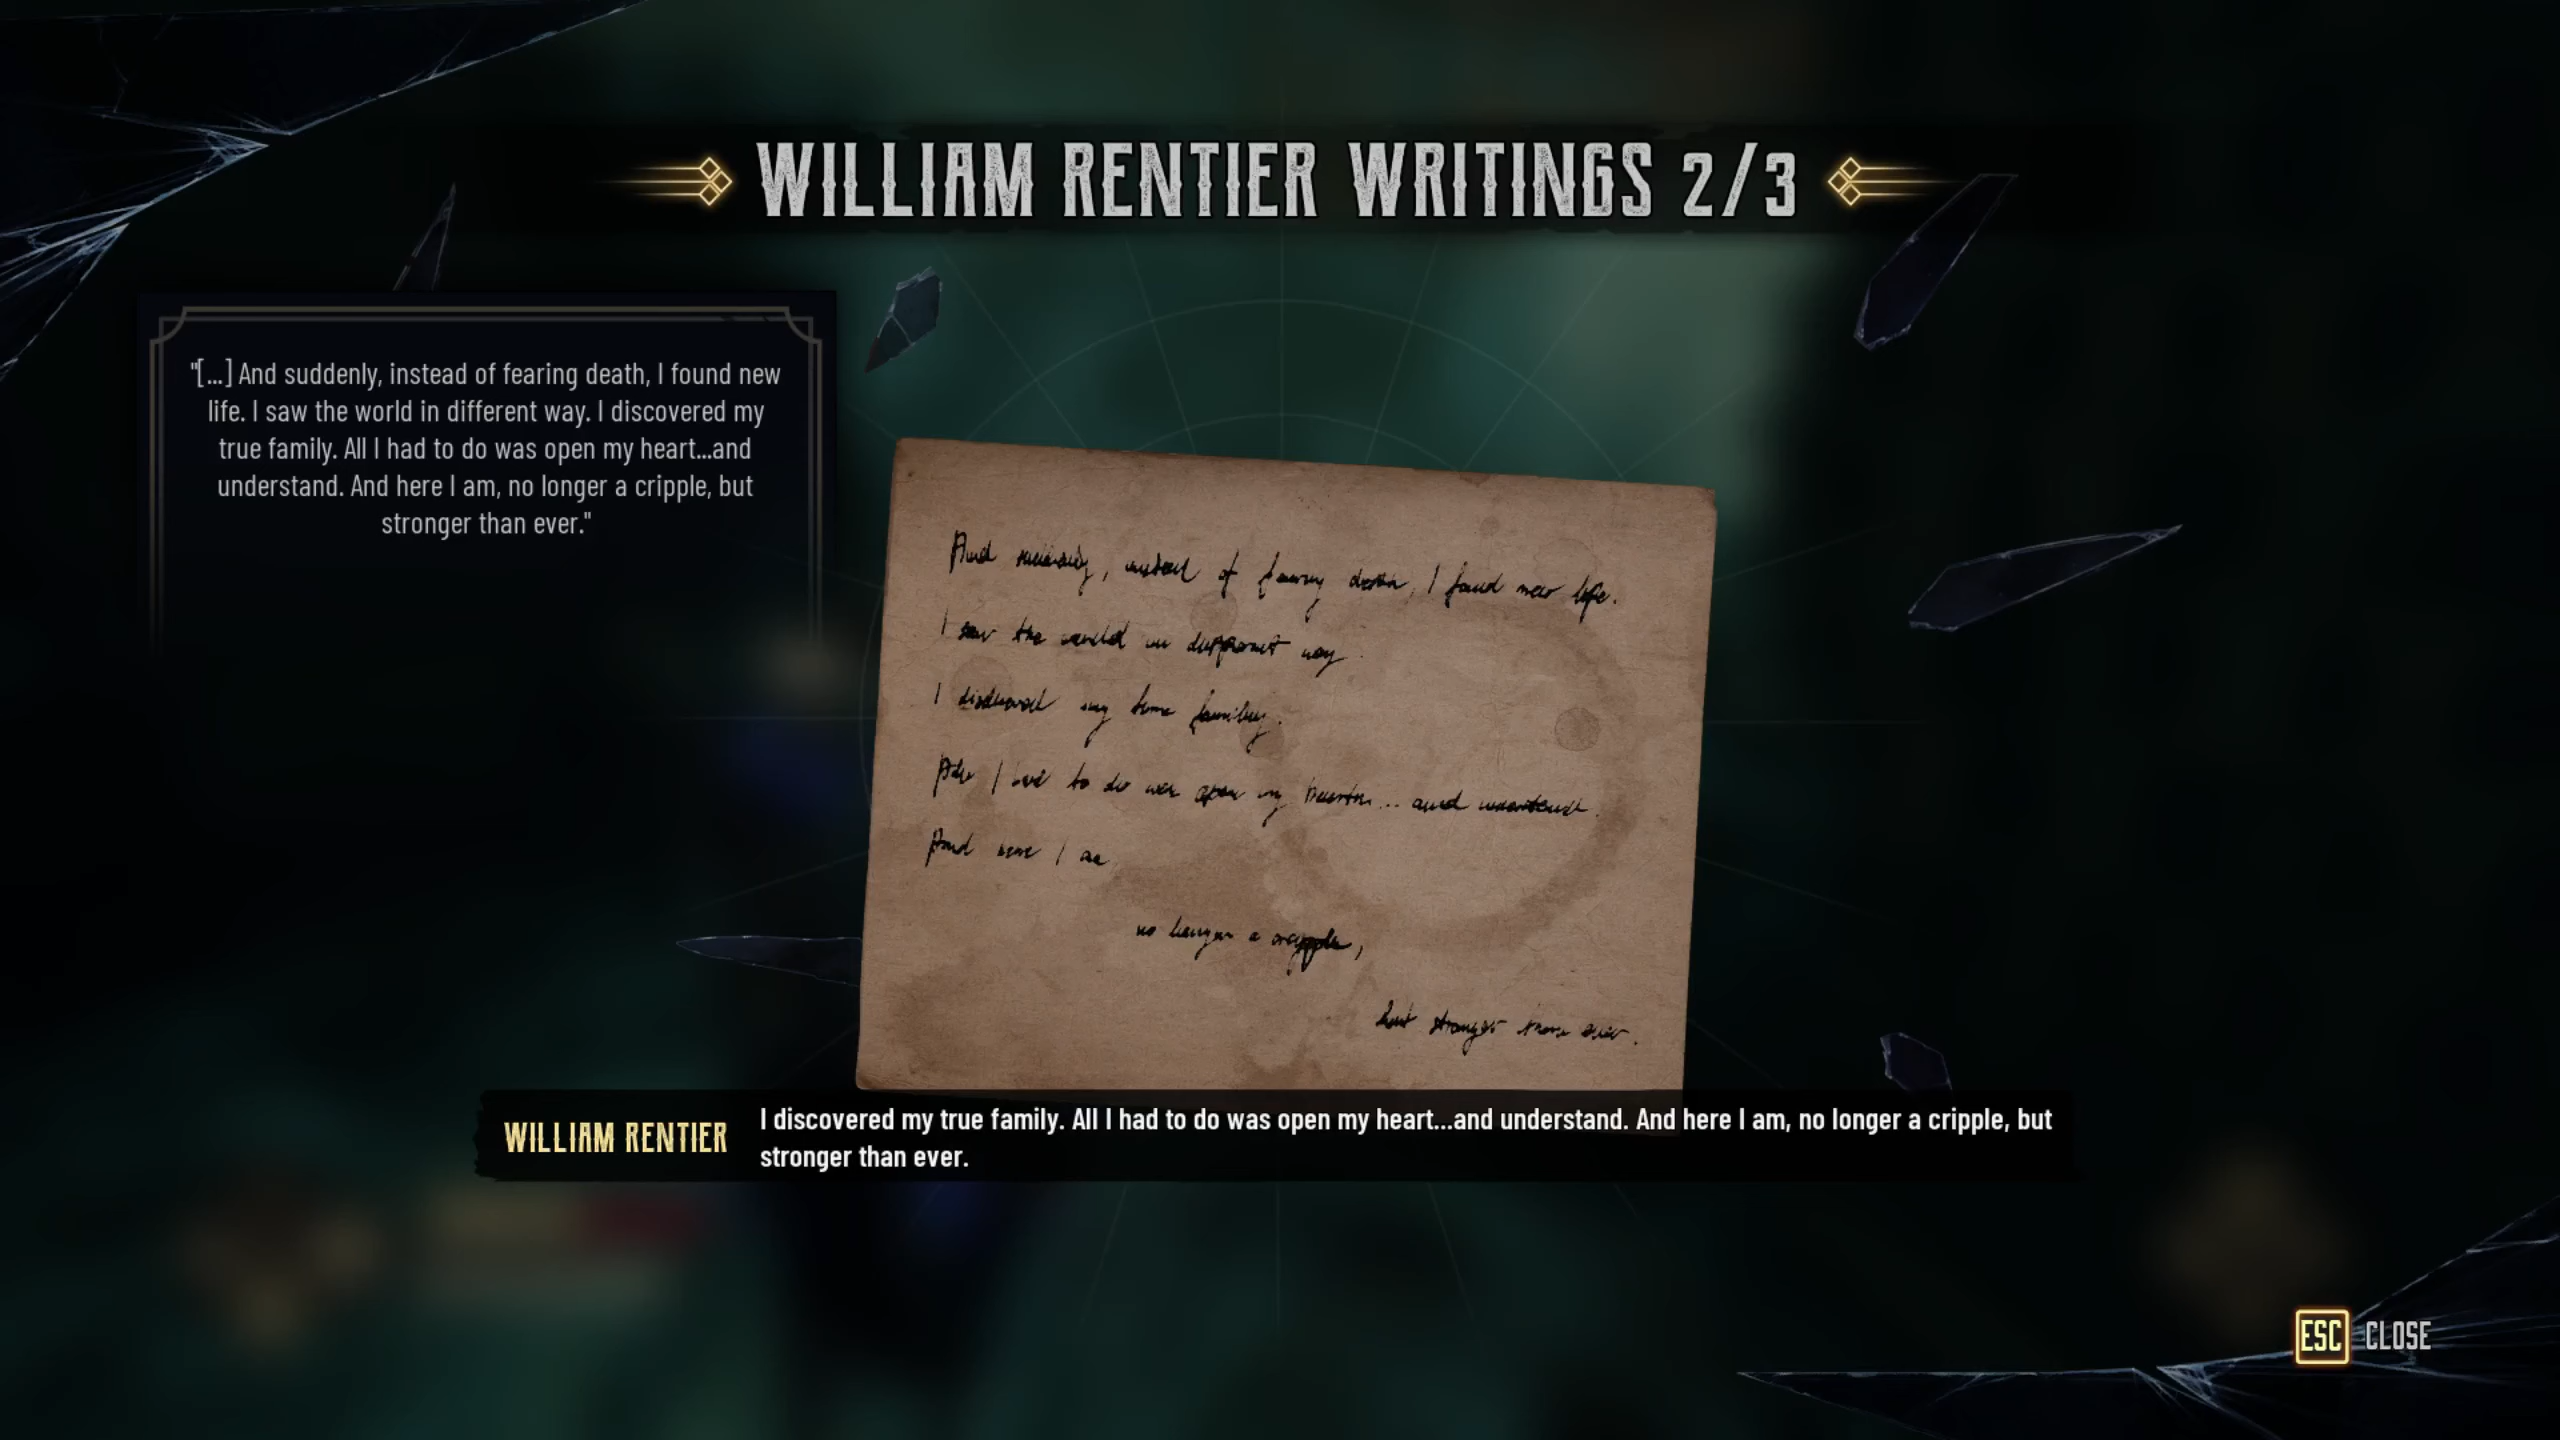 WILLIAM RENTIER WRITINGS 2/3
"[...] And suddenly, instead of fearing death, I found new
life. I saw the world in different way. I discovered my
true family. All I had to do was open my heart...and
understand. And here I am, no longer a cripple, but
stronger than ever."
And suddenly, instead of fearing death, I found new life.
I saw the world in different way.
I discovered my true family.
All I had to do was open my heart... and understand.
And here I am,
no longer a cripple,
but stronger than ever.
WILLIAM RENTIER
I discovered my true family. All I had to do was open my heart...and understand. And here I am, no longer a cripple, but
stronger than ever.
ESC CLOSE